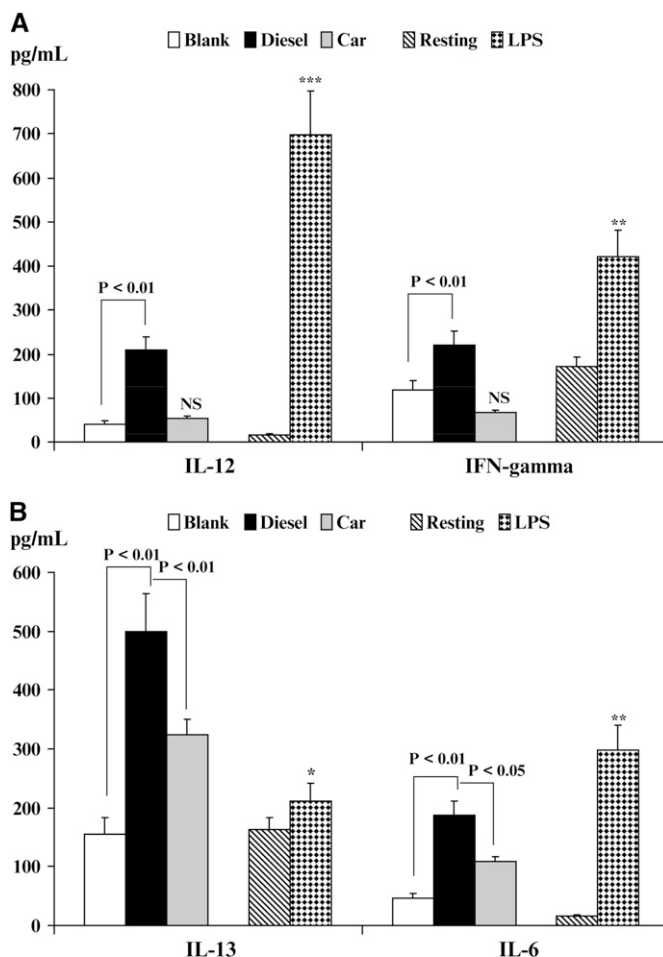 A
pg/mL
Blank Diesel Car Resting LPS
800
700
600
500
400
300
200
100
0
P < 0.01
NS
***
P < 0.01
NS
**
IL-12 IFN-gamma
B
pg/mL
Blank Diesel Car Resting LPS
600
500
400
300
200
100
0
P < 0.01
P < 0.01
*
P < 0.01
P < 0.05
**
IL-13 IL-6